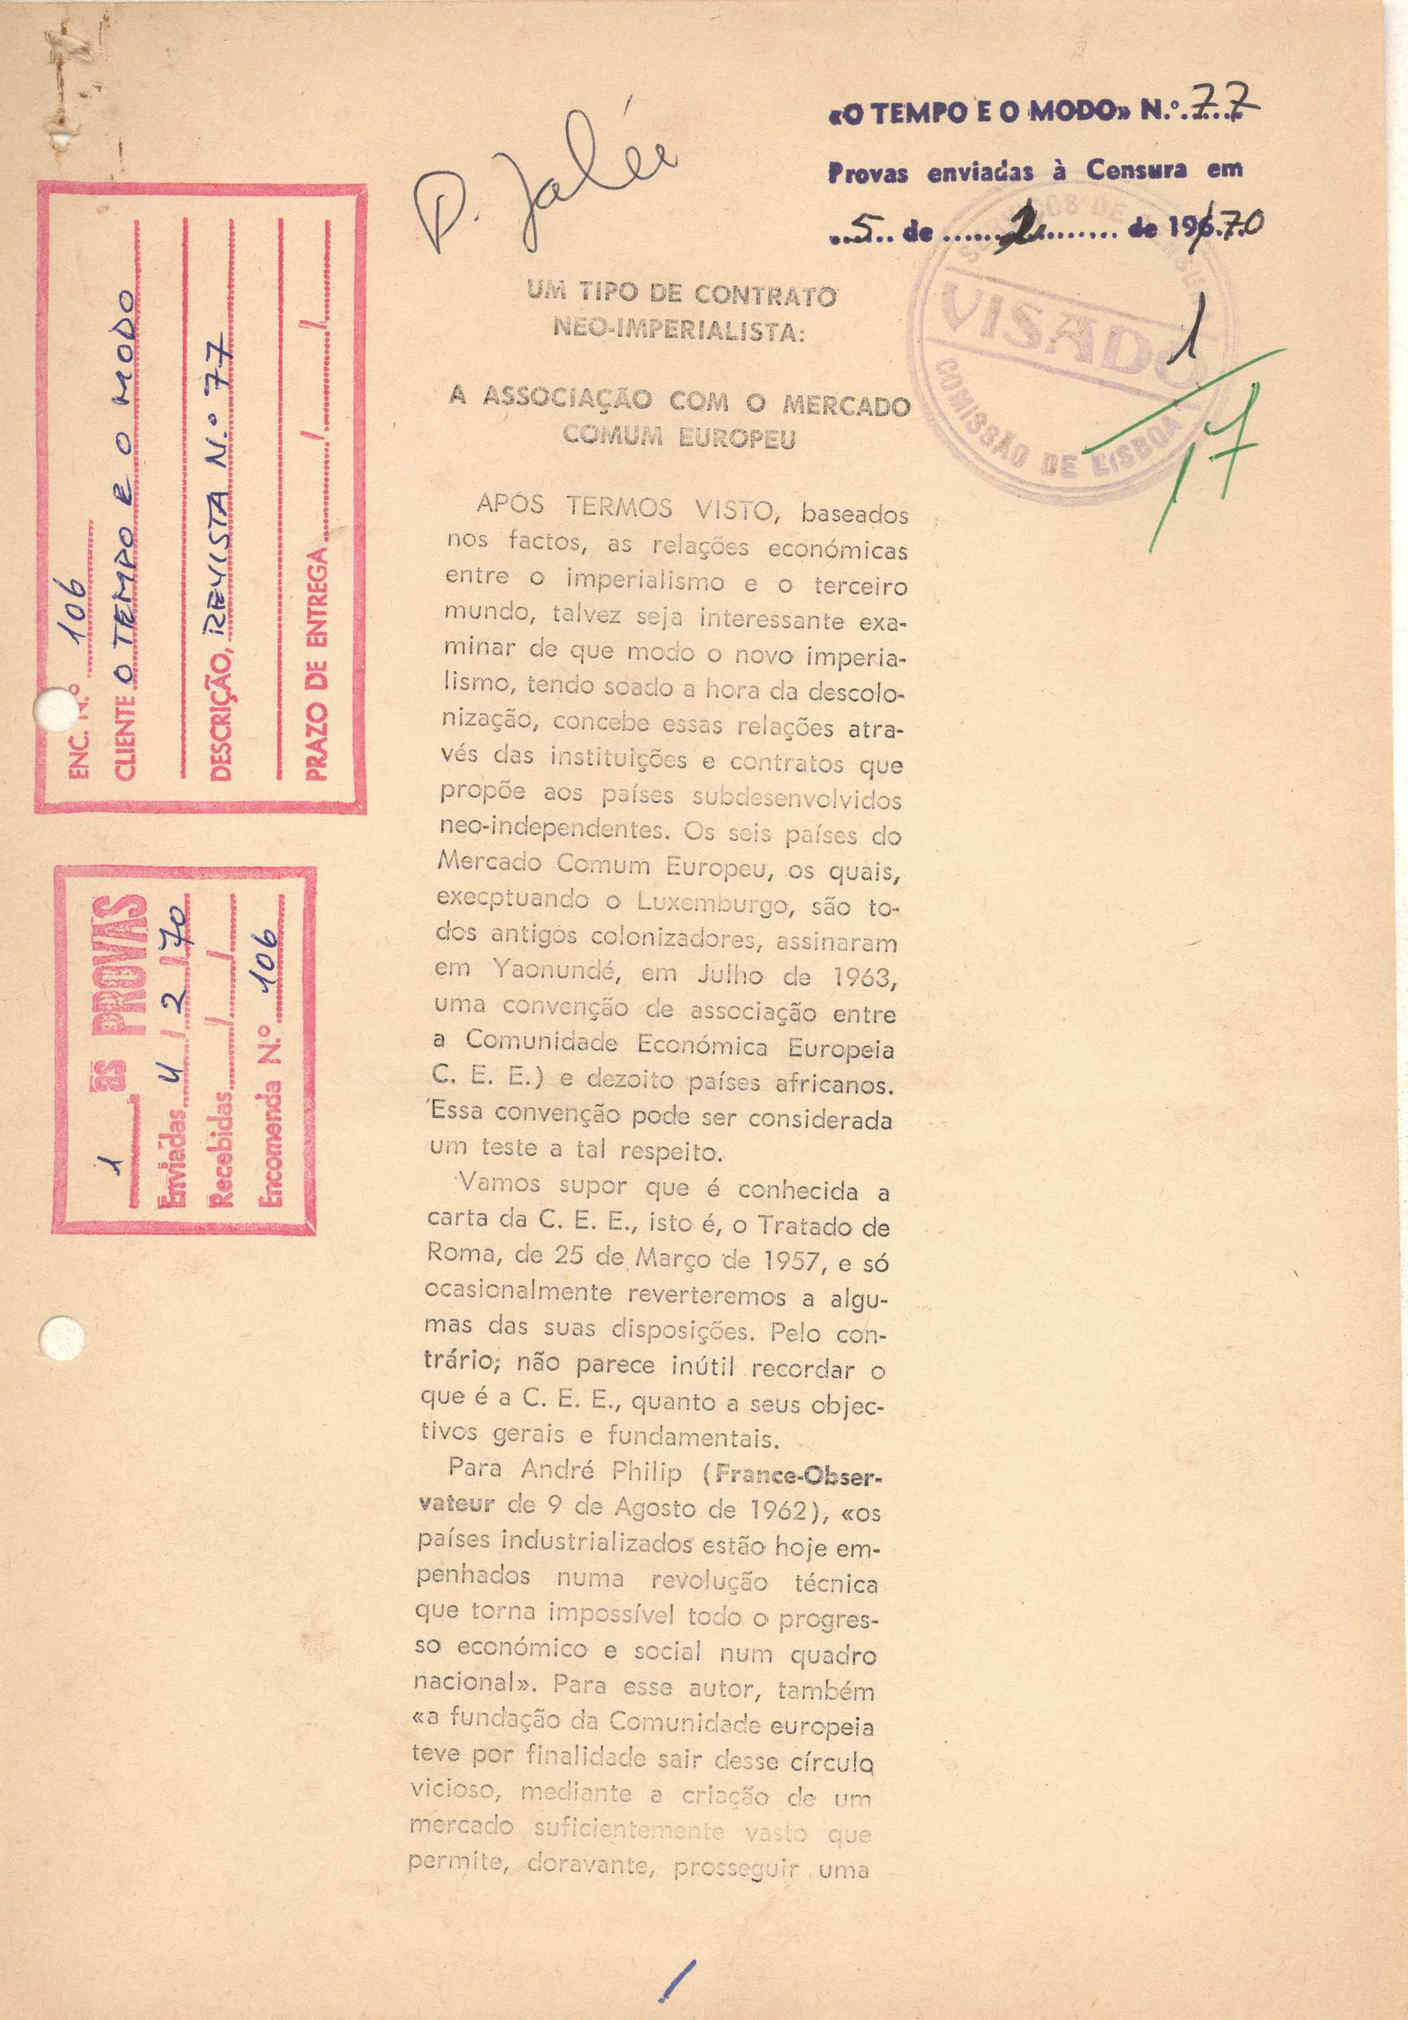 «O TEMPO E O MODO» N.º 77
Provas enviadas à Censura em
5 de 2 de 1970
P. Jalée
SERVIÇOS DE CENSURA
VISADO
COMISSÃO DE LISBOA
1
17
ENC. N.º 106
CLIENTE O TEMPO E O MODO
DESCRIÇÃO, REVISTA N.º 77
PRAZO DE ENTREGA / /
1 as PROVAS
Enviadas 4 / 2 / 70
Recebidas / /
Encomenda N.º 106
UM TIPO DE CONTRATO
NEO-IMPERIALISTA:
A ASSOCIAÇÃO COM O MERCADO
COMUM EUROPEU
APÓS TERMOS VISTO, baseados
nos factos, as relações económicas
entre o imperialismo e o terceiro
mundo, talvez seja interessante exa-
minar de que modo o novo imperia-
lismo, tendo soado a hora da descolo-
nização, concebe essas relações atra-
vés das instituições e contratos que
propõe aos países subdesenvolvidos
neo-independentes. Os seis países do
Mercado Comum Europeu, os quais,
execptuando o Luxemburgo, são to-
dos antigos colonizadores, assinaram
em Yaonundé, em Julho de 1963,
uma convenção de associação entre
a Comunidade Económica Europeia
C. E. E.) e dezoito países africanos.
Essa convenção pode ser considerada
um teste a tal respeito.
Vamos supor que é conhecida a
carta da C. E. E., isto é, o Tratado de
Roma, de 25 de Março de 1957, e só
ocasionalmente reverteremos a algu-
mas das suas disposições. Pelo con-
trário; não parece inútil recordar o
que é a C. E. E., quanto a seus objec-
tivos gerais e fundamentais.
Para André Philip (France-Obser-
vateur de 9 de Agosto de 1962), «os
países industrializados estão hoje em-
penhados numa revolução técnica
que torna impossível todo o progres-
so económico e social num quadro
nacional». Para esse autor, também
«a fundação da Comunidade europeia
teve por finalidade sair desse círculo
vicioso, mediante a criação de um
mercado suficientemente vasto que
permite, doravante, prosseguir uma